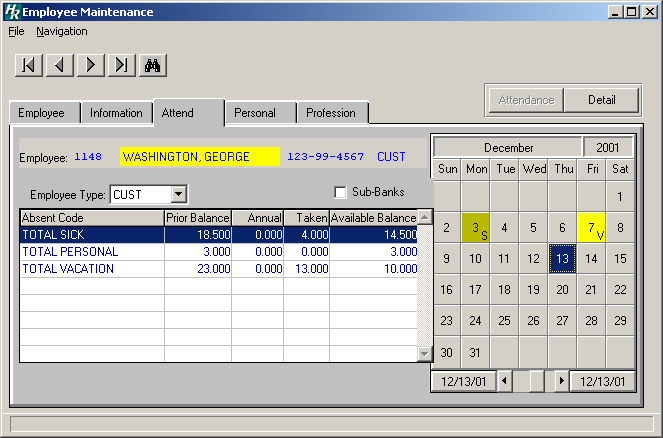 HR Employee Maintenance
File Navigation
Attendance Detail
Employee Information Attend Personal Profession
Employee: 1148 WASHINGTON, GEORGE 123-99-4567 CUST
Employee Type: CUST Sub-Banks
Absent Code Prior Balance Annual Taken Available Balance
TOTAL SICK 18.500 0.000 4.000 14.500
TOTAL PERSONAL 3.000 0.000 0.000 3.000
TOTAL VACATION 23.000 0.000 13.000 10.000
December 2001
Sun Mon Tue Wed Thu Fri Sat
1
2 3 S 4 5 6 7 V 8
9 10 11 12 13 14 15
16 17 18 19 20 21 22
23 24 25 26 27 28 29
30 31
12/13/01 12/13/01